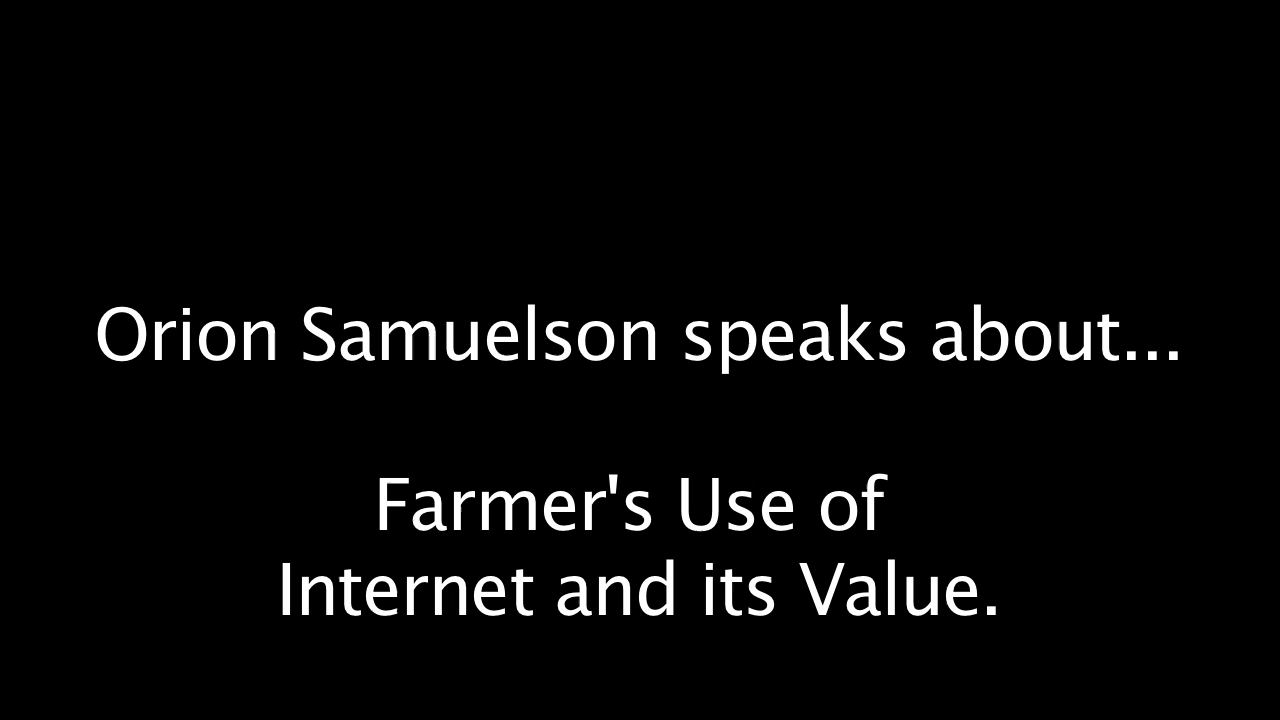 Orion Samuelson speaks about...
Farmer's Use of
Internet and its Value.